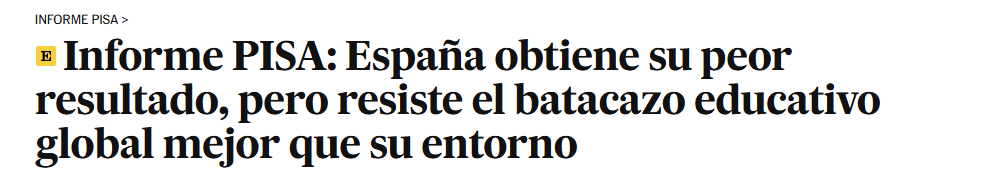 INFORME PISA >
E Informe PISA: España obtiene su peor
resultado, pero resiste el batacazo educativo
global mejor que su entorno